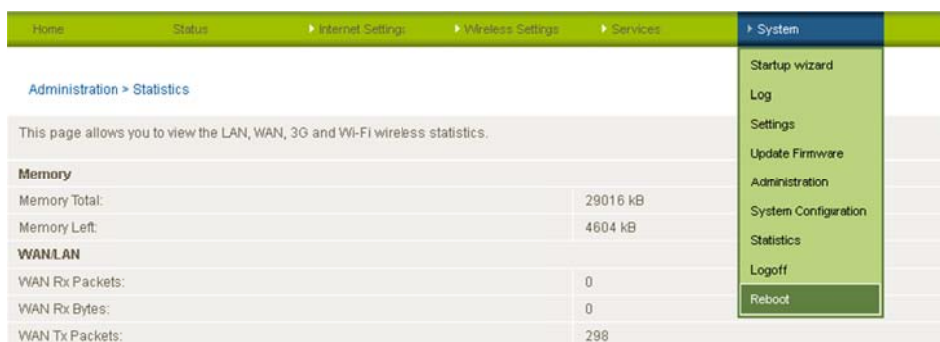 Home Status Internet Settings Wireless Settings Services System
Startup wizard
Log
Settings
Update Firmware
Administration
System Configuration
Statistics
Logoff
Reboot
Administration > Statistics
This page allows you to view the LAN, WAN, 3G and Wi-Fi wireless statistics.
Memory
Memory Total: 29016 kB
Memory Left: 4604 kB
WAN/LAN
WAN Rx Packets: 0
WAN Rx Bytes: 0
WAN Tx Packets: 298